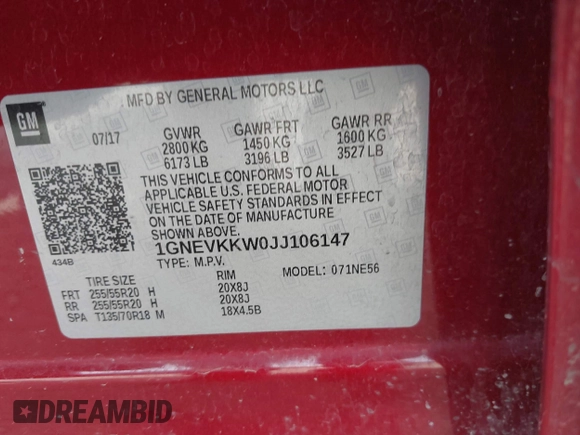 MFD BY GENERAL MOTORS LLC
GM
07/17
GVWR GAWR FRT GAWR RR
2800 KG 1450 KG 1600 KG
6173 LB 3196 LB 3527 LB
THIS VEHICLE CONFORMS TO ALL
APPLICABLE U.S. FEDERAL MOTOR
VEHICLE SAFETY STANDARDS IN EFFECT
ON THE DATE OF MANUFACTURE
434B
1GNEVKKW0JJ106147
TYPE: M.P.V. MODEL: 071NE56
TIRE SIZE RIM
FRT 255/55R20 H 20X8J
RR 255/55R20 H 20X8J
SPA T135/70R18 M 18X4.5B
DREAMBID